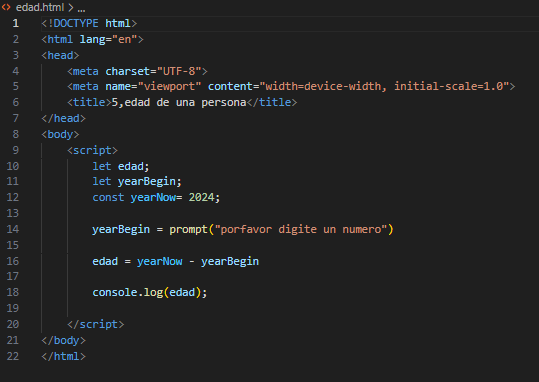 edad.html > ...
1 <!DOCTYPE html>
2 <html lang="en">
3 <head>
4 <meta charset="UTF-8">
5 <meta name="viewport" content="width=device-width, initial-scale=1.0">
6 <title>5,edad de una persona</title>
7 </head>
8 <body>
9 <script>
10 let edad;
11 let yearBegin;
12 const yearNow= 2024;
13
14 yearBegin = prompt("porfavor digite un numero")
15
16 edad = yearNow - yearBegin
17
18 console.log(edad);
19
20 </script>
21 </body>
22 </html>